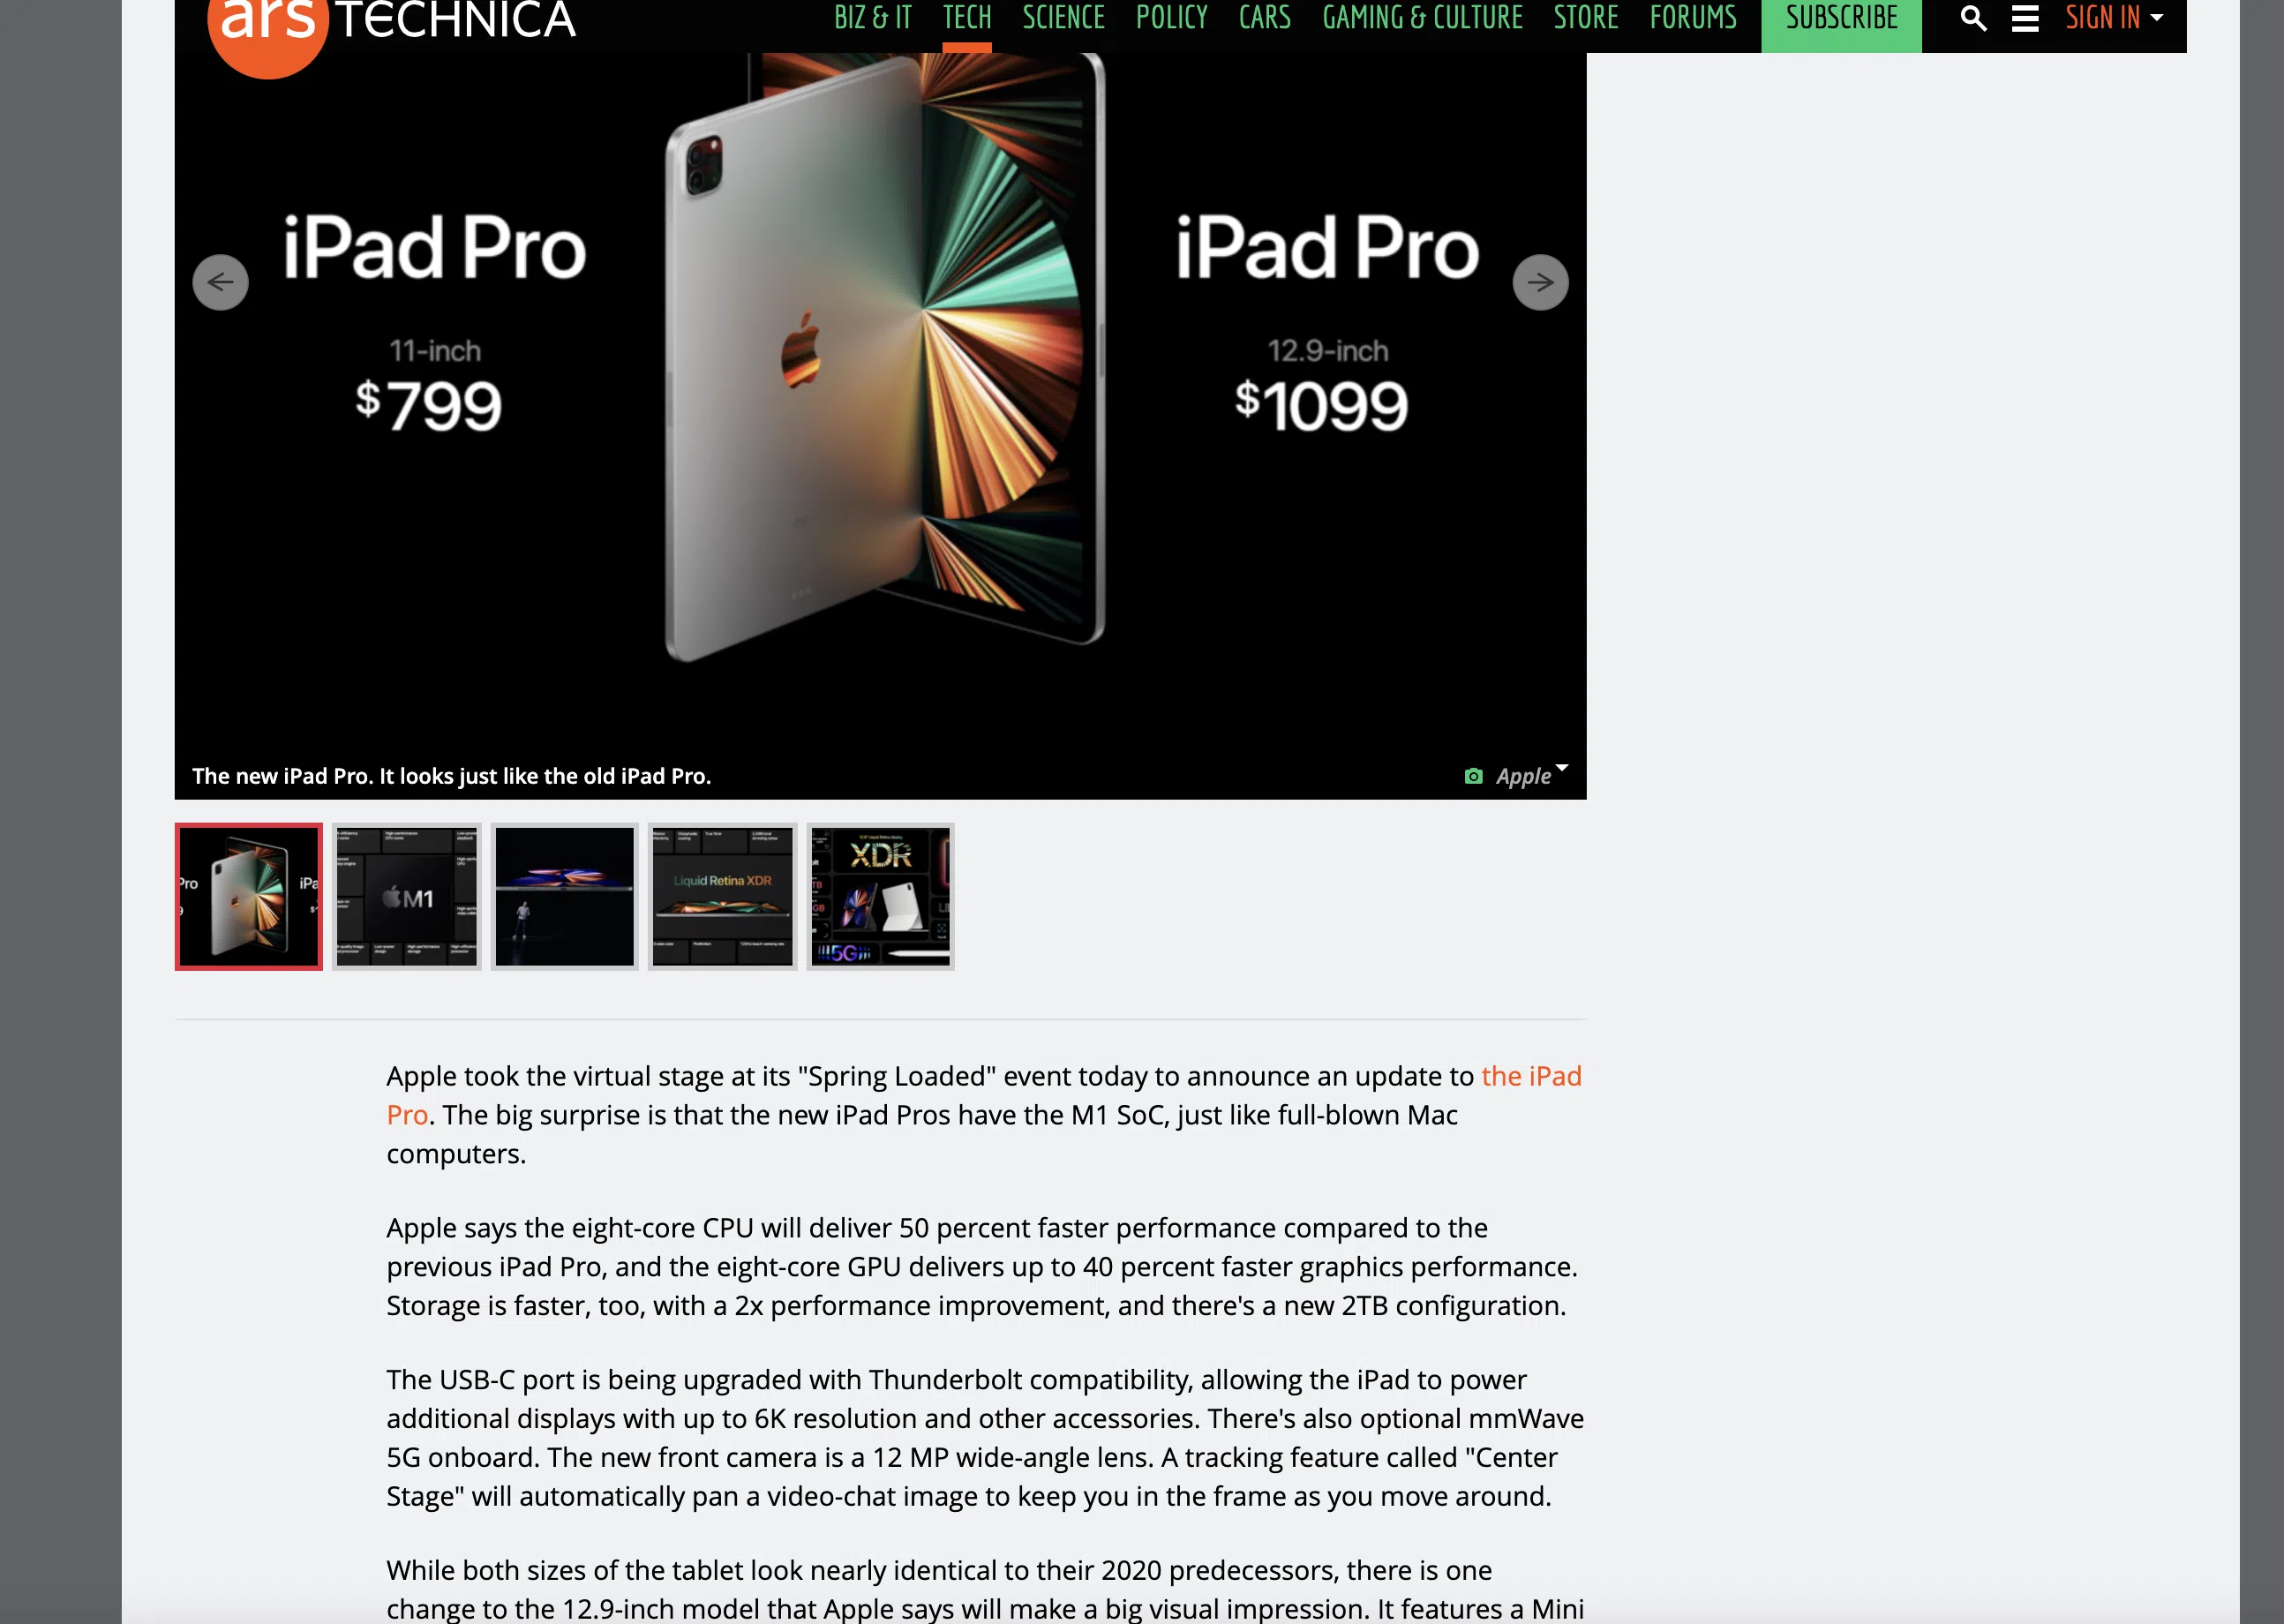 ars TECHNICA
BIZ & IT TECH SCIENCE POLICY CARS GAMING & CULTURE STORE FORUMS SUBSCRIBE SIGN IN
iPad Pro
11-inch
$799
iPad Pro
12.9-inch
$1099
The new iPad Pro. It looks just like the old iPad Pro.
Apple
Pro
iPa
M1
Liquid Retina XDR
XDR
5G
Apple took the virtual stage at its "Spring Loaded" event today to announce an update to the iPad
Pro. The big surprise is that the new iPad Pros have the M1 SoC, just like full-blown Mac
computers.
Apple says the eight-core CPU will deliver 50 percent faster performance compared to the
previous iPad Pro, and the eight-core GPU delivers up to 40 percent faster graphics performance.
Storage is faster, too, with a 2x performance improvement, and there's a new 2TB configuration.
The USB-C port is being upgraded with Thunderbolt compatibility, allowing the iPad to power
additional displays with up to 6K resolution and other accessories. There's also optional mmWave
5G onboard. The new front camera is a 12 MP wide-angle lens. A tracking feature called "Center
Stage" will automatically pan a video-chat image to keep you in the frame as you move around.
While both sizes of the tablet look nearly identical to their 2020 predecessors, there is one
change to the 12.9-inch model that Apple says will make a big visual impression. It features a Mini